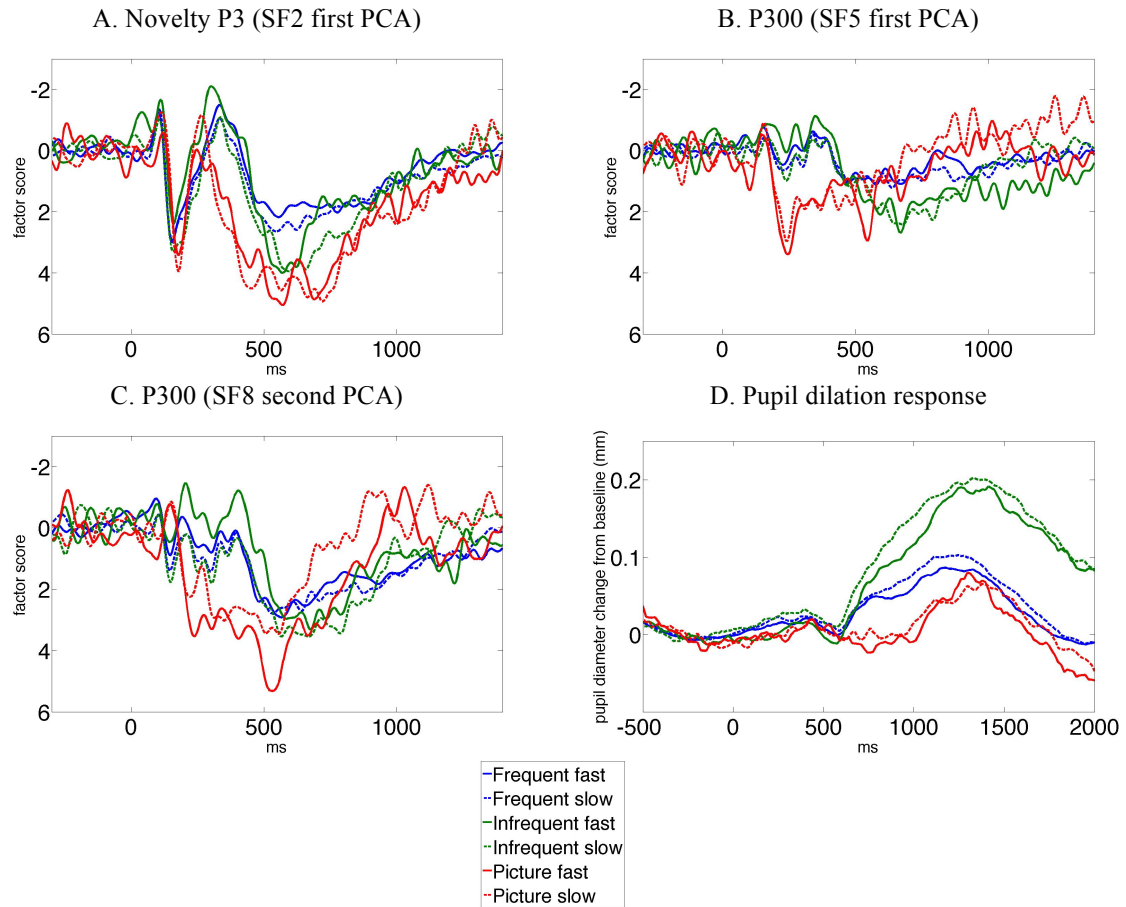 A. Novelty P3 (SF2 first PCA)
B. P300 (SF5 first PCA)
-2
0
2
4
6
factor score
0
500
1000
ms
-2
0
2
4
6
factor score
0
500
1000
ms
C. P300 (SF8 second PCA)
D. Pupil dilation response
-2
0
2
4
6
factor score
0
500
1000
ms
0.2
0.1
0
pupil diameter change from baseline (mm)
-500
0
500
1000
1500
2000
ms
Frequent fast
Frequent slow
Infrequent fast
Infrequent slow
Picture fast
Picture slow